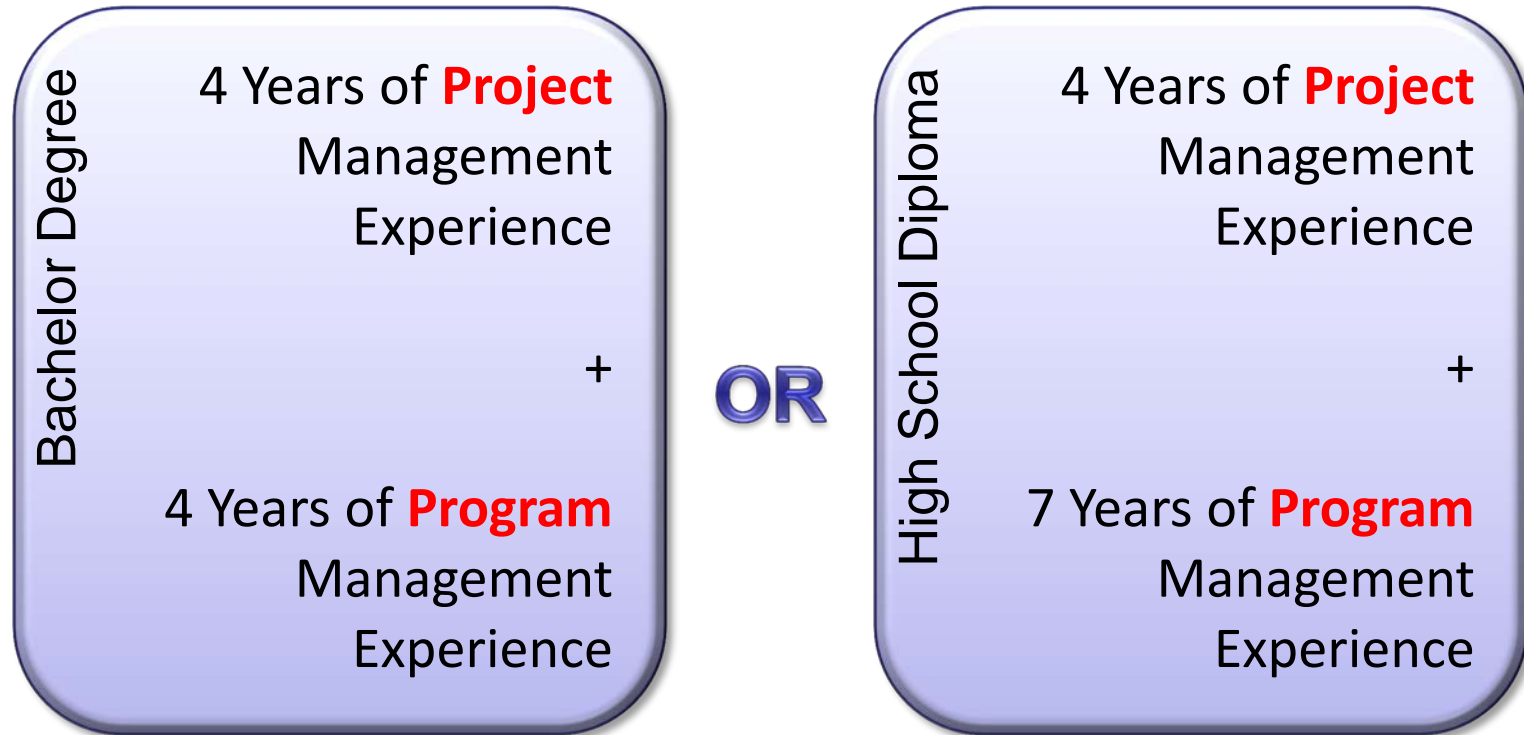 Bachelor Degree
4 Years of Project
Management
Experience
+
4 Years of Program
Management
Experience
OR
High School Diploma
4 Years of Project
Management
Experience
+
7 Years of Program
Management
Experience